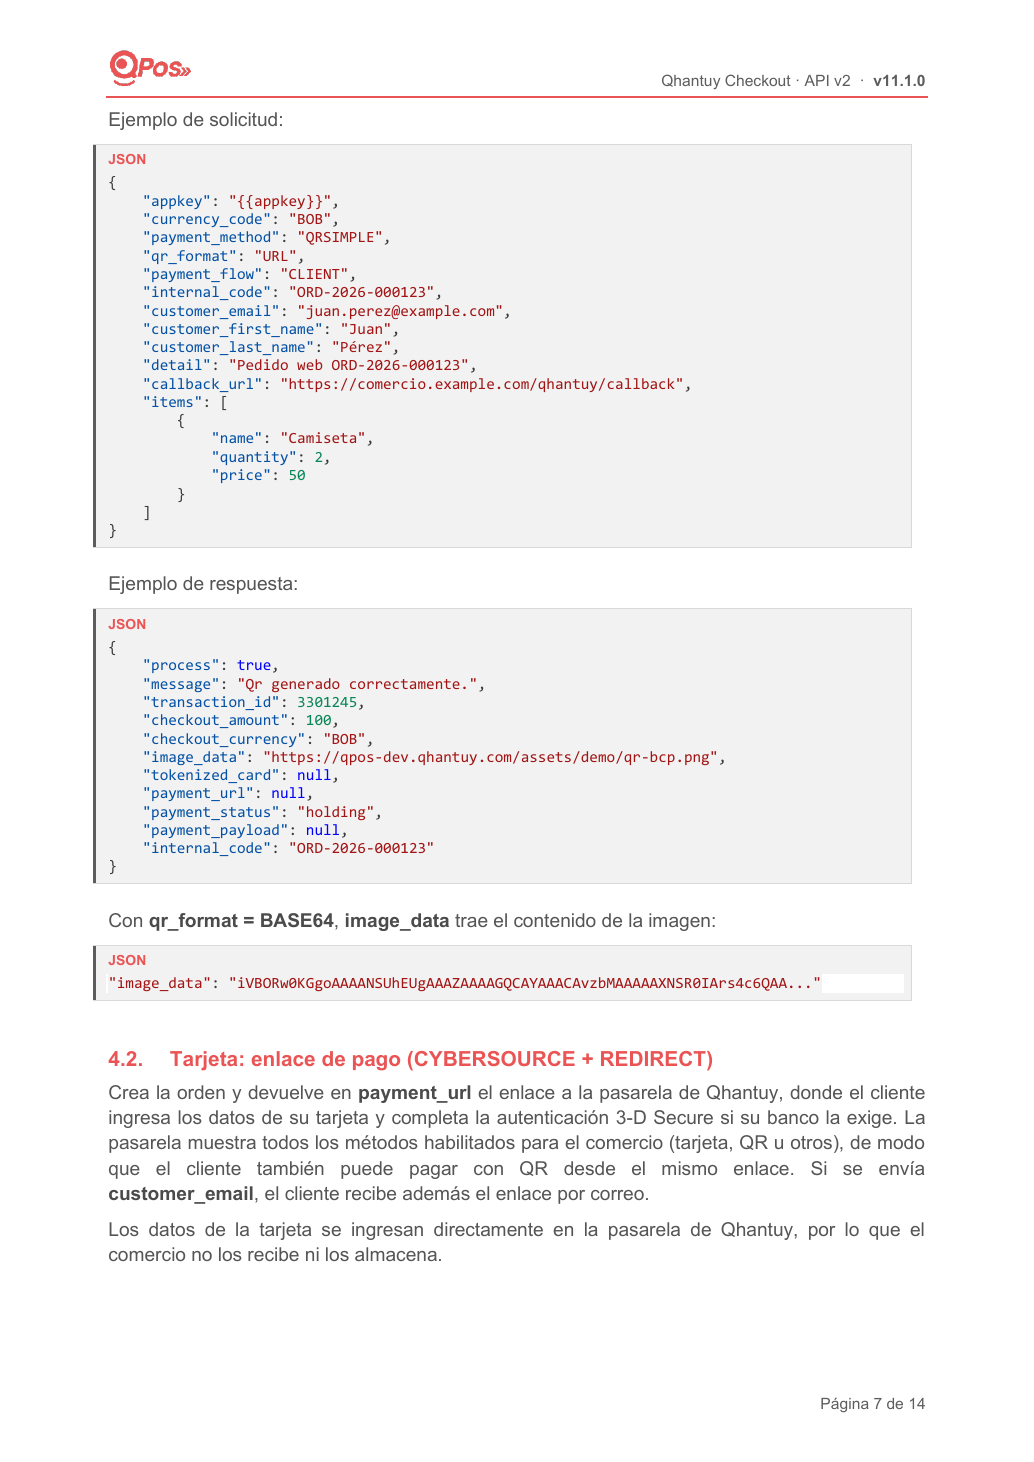 QPos»
Qhantuy Checkout · API v2 · v11.1.0
Ejemplo de solicitud:
JSON
{
    "appkey": "{{appkey}}",
    "currency_code": "BOB",
    "payment_method": "QRSIMPLE",
    "qr_format": "URL",
    "payment_flow": "CLIENT",
    "internal_code": "ORD-2026-000123",
    "customer_email": "juan.perez@example.com",
    "customer_first_name": "Juan",
    "customer_last_name": "Pérez",
    "detail": "Pedido web ORD-2026-000123",
    "callback_url": "https://comercio.example.com/qhantuy/callback",
    "items": [
        {
            "name": "Camiseta",
            "quantity": 2,
            "price": 50
        }
    ]
}
Ejemplo de respuesta:
JSON
{
    "process": true,
    "message": "Qr generado correctamente.",
    "transaction_id": 3301245,
    "checkout_amount": 100,
    "checkout_currency": "BOB",
    "image_data": "https://qpos-dev.qhantuy.com/assets/demo/qr-bcp.png",
    "tokenized_card": null,
    "payment_url": null,
    "payment_status": "holding",
    "payment_payload": null,
    "internal_code": "ORD-2026-000123"
}
Con qr_format = BASE64, image_data trae el contenido de la imagen:
JSON
"image_data": "iVBORw0KGgoAAAANSUhEUgAAAZAAAAGQCAYAAACAvzbMAAAAAXNSR0IArs4c6QAA..."
4.2. Tarjeta: enlace de pago (CYBERSOURCE + REDIRECT)
Crea la orden y devuelve en payment_url el enlace a la pasarela de Qhantuy, donde el cliente
ingresa los datos de su tarjeta y completa la autenticación 3-D Secure si su banco la exige. La
pasarela muestra todos los métodos habilitados para el comercio (tarjeta, QR u otros), de modo
que el cliente también puede pagar con QR desde el mismo enlace. Si se envía
customer_email, el cliente recibe además el enlace por correo.
Los datos de la tarjeta se ingresan directamente en la pasarela de Qhantuy, por lo que el
comercio no los recibe ni los almacena.
Página 7 de 14